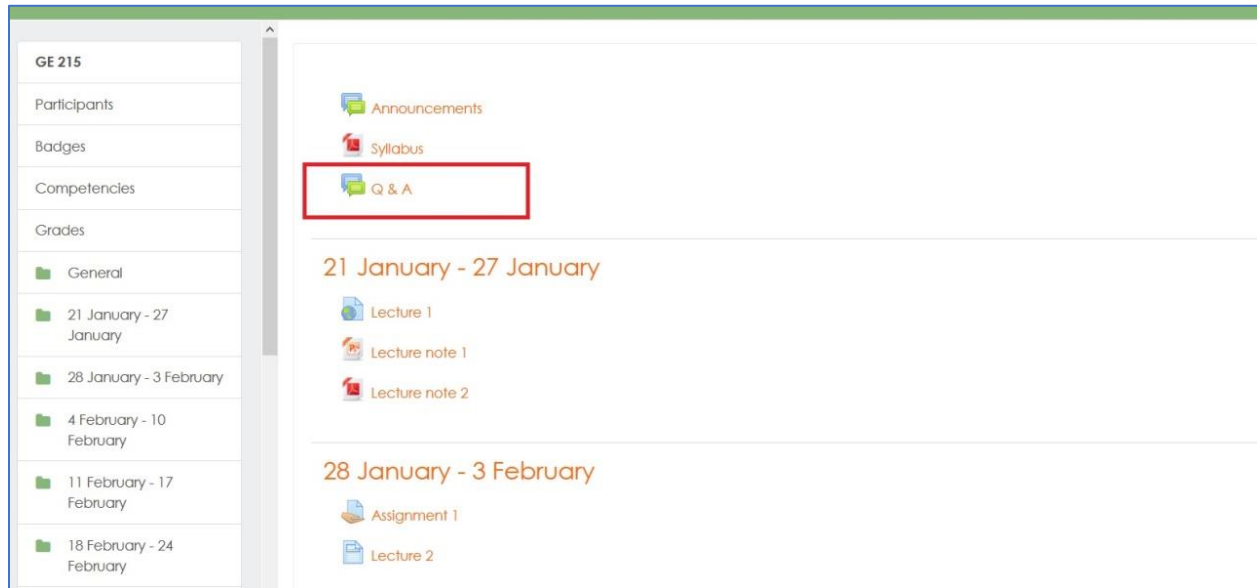 GE 215
Participants
Badges
Competencies
Grades
General
21 January - 27
January
28 January - 3 February
4 February - 10
February
11 February - 17
February
18 February - 24
February
Announcements
Syllabus
Q & A
21 January - 27 January
Lecture 1
Lecture note 1
Lecture note 2
28 January - 3 February
Assignment 1
Lecture 2